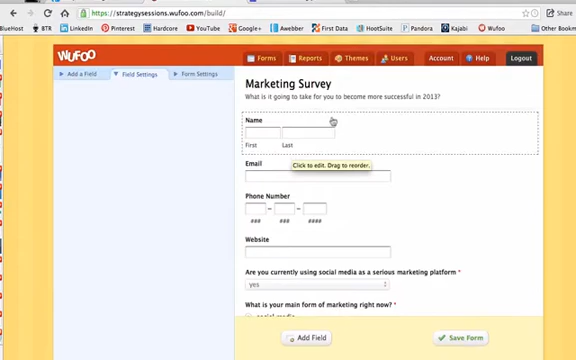 https://strategysessions.wufoo.com/build/
Share
BlueHost BTR LinkedIn Pinterest Hardcore YouTube Google+ Awebber First Data HootSuite Pandora Kajabi Wufoo Other Bookm
WUFOO
Forms Reports Themes Users Account Help Logout
Add a Field Field Settings Form Settings
Marketing Survey
What is it going to take for you to become more successful in 2013?
Name
First Last
Click to edit. Drag to reorder.
Email
Phone Number
– –
### ### ####
Website
Are you currently using social media as a serious marketing platform *
yes
What is your main form of marketing right now? *
social media
Add Field Save Form